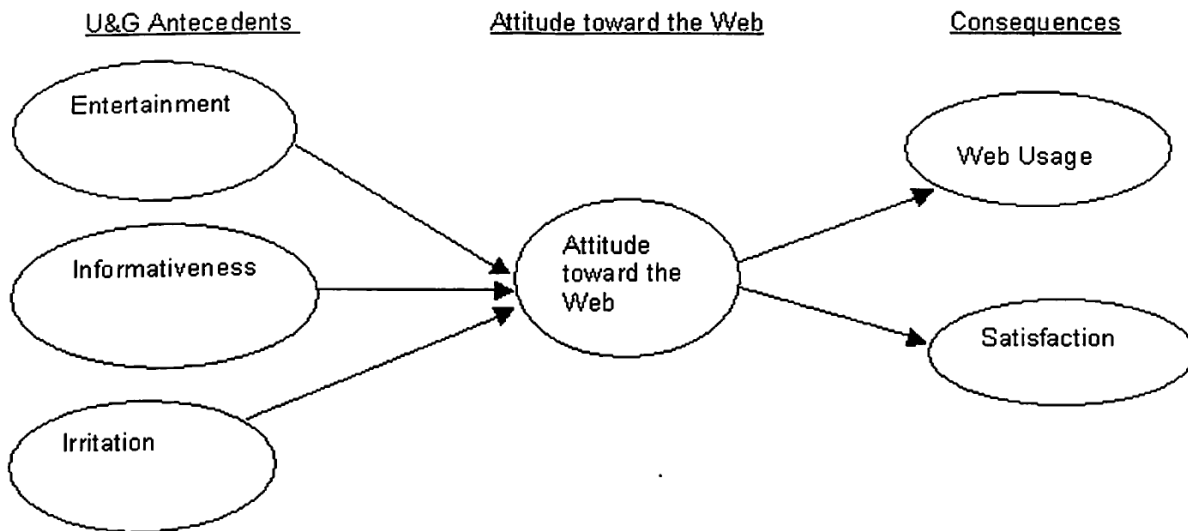 U&G Antecedents
Attitude toward the Web
Consequences
Entertainment
Web Usage
Informativeness
Attitude
toward the
Web
Satisfaction
Irritation